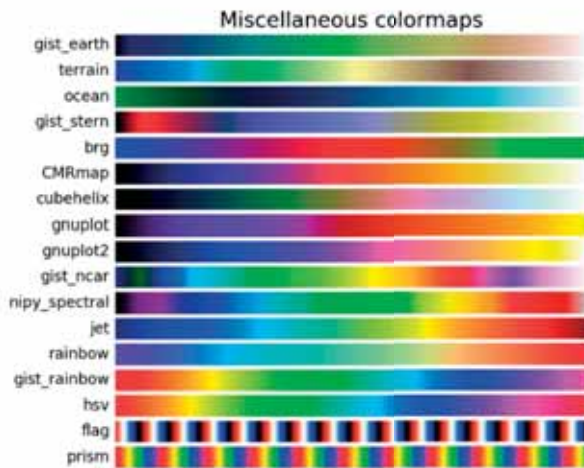 Miscellaneous colormaps
gist_earth
terrain
ocean
gist_stern
brg
CMRmap
cubehelix
gnuplot
gnuplot2
gist_ncar
nipy_spectral
jet
rainbow
gist_rainbow
hsv
flag
prism